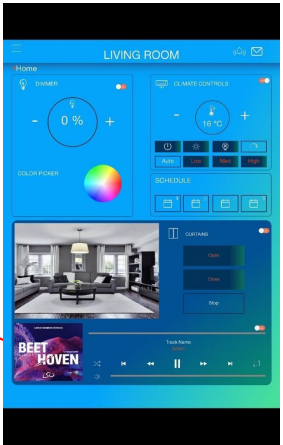 LIVING ROOM
Home
DIMMER
CLIMATE CONTROLS
- 0 % +
- 16 °C +
Auto Low Med High
COLOR PICKER
SCHEDULE
CURTAINS
Open
Close
Stop
BEET
HOVEN
Track Name